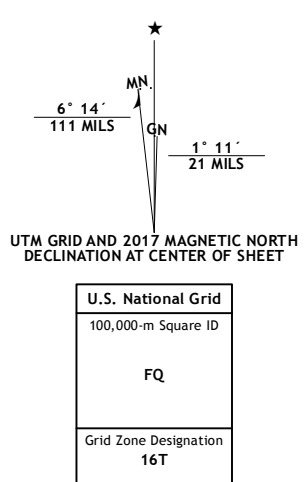 MN
6° 14´
111 MILS
GN
1° 11´
21 MILS
UTM GRID AND 2017 MAGNETIC NORTH
DECLINATION AT CENTER OF SHEET
U.S. National Grid
100,000-m Square ID
FQ
Grid Zone Designation
16T